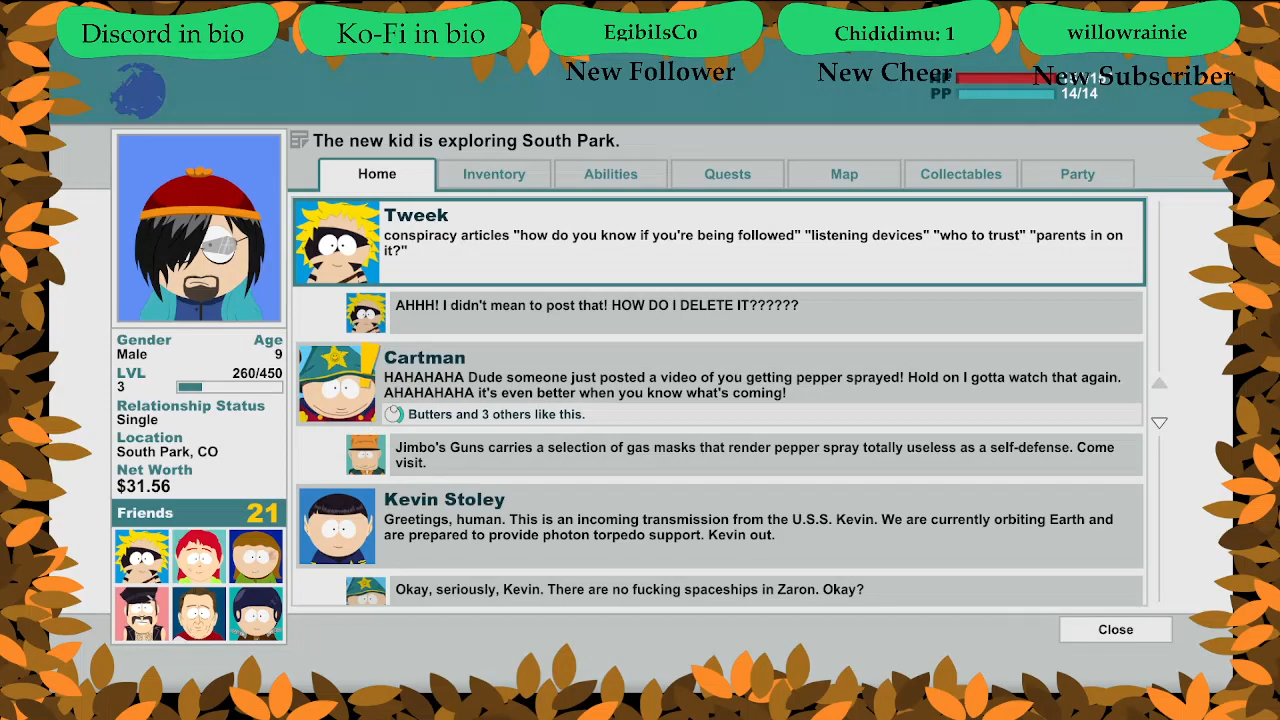 Discord in bio
Ko-Fi in bio
EgibiIsCo
Chididimu: 1
willowrainie
New Follower
New Cheer
New Subscriber
PP 14/14
The new kid is exploring South Park.
Home
Inventory
Abilities
Quests
Map
Collectables
Party
Gender Age
Male 9
LVL 260/450
3
Relationship Status
Single
Location
South Park, CO
Net Worth
$31.56
Friends 21
Tweek
conspiracy articles "how do you know if you're being followed" "listening devices" "who to trust" "parents in on
it?"
AHHH! I didn't mean to post that! HOW DO I DELETE IT??????
Cartman
HAHAHAHA Dude someone just posted a video of you getting pepper sprayed! Hold on I gotta watch that again.
AHAHAHAHA it's even better when you know what's coming!
Butters and 3 others like this.
Jimbo's Guns carries a selection of gas masks that render pepper spray totally useless as a self-defense. Come
visit.
Kevin Stoley
Greetings, human. This is an incoming transmission from the U.S.S. Kevin. We are currently orbiting Earth and
are prepared to provide photon torpedo support. Kevin out.
Okay, seriously, Kevin. There are no fucking spaceships in Zaron. Okay?
Close